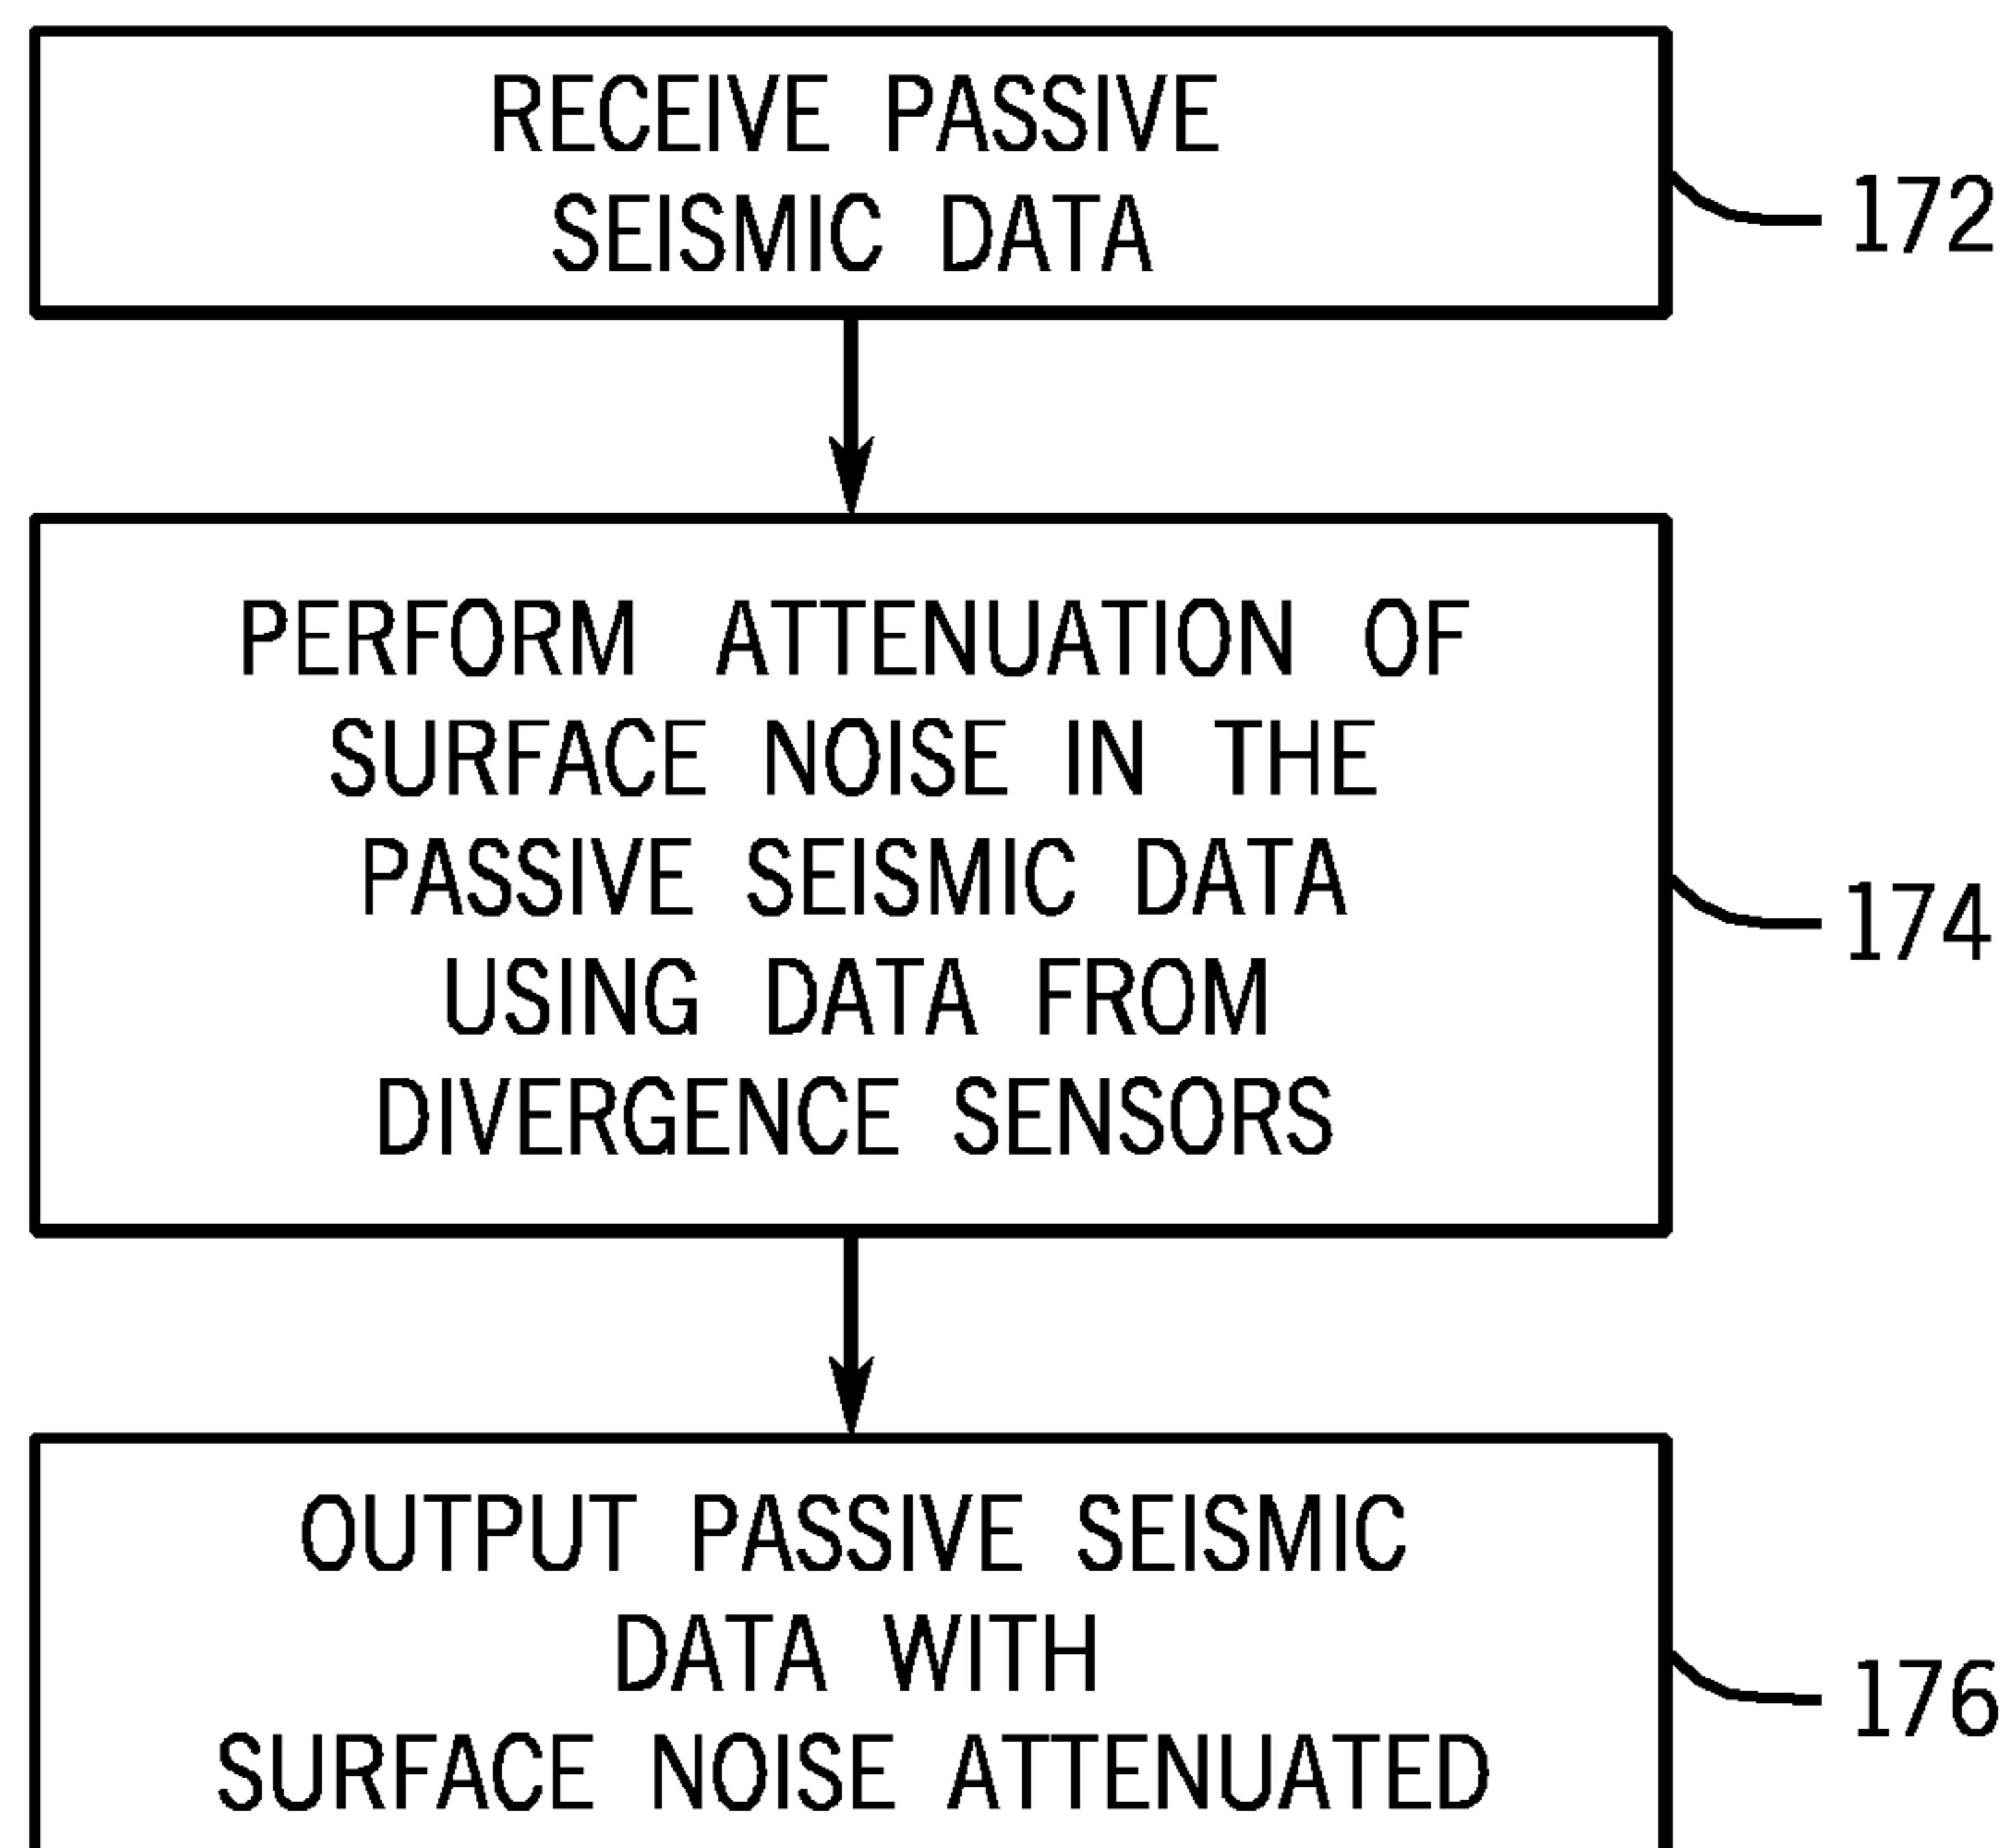 RECEIVE PASSIVE
SEISMIC DATA
172
PERFORM ATTENUATION OF
SURFACE NOISE IN THE
PASSIVE SEISMIC DATA
USING DATA FROM
DIVERGENCE SENSORS
174
OUTPUT PASSIVE SEISMIC
DATA WITH
SURFACE NOISE ATTENUATED
176